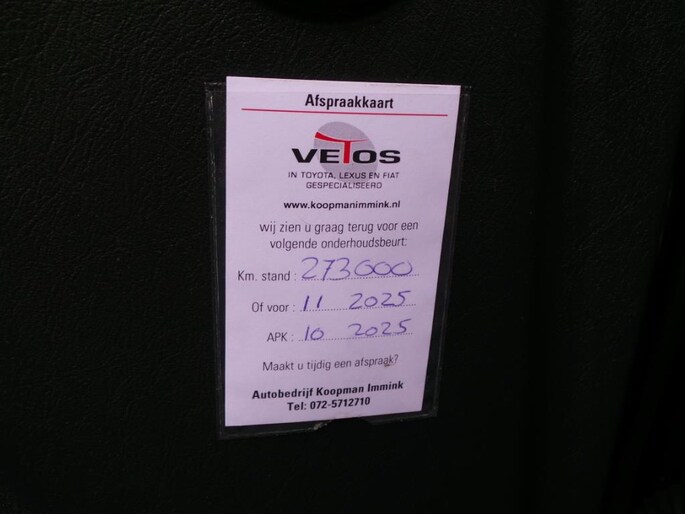 Afspraakkaart
VETOS
IN TOYOTA, LEXUS EN FIAT
GESPECIALISEERD
www.koopmanimmink.nl
wij zien u graag terug voor een
volgende onderhoudsbeurt:
Km. stand : 273000
Of voor : 11 2025
APK : 10 2025
Maakt u tijdig een afspraak?
Autobedrijf Koopman Immink
Tel: 072-5712710